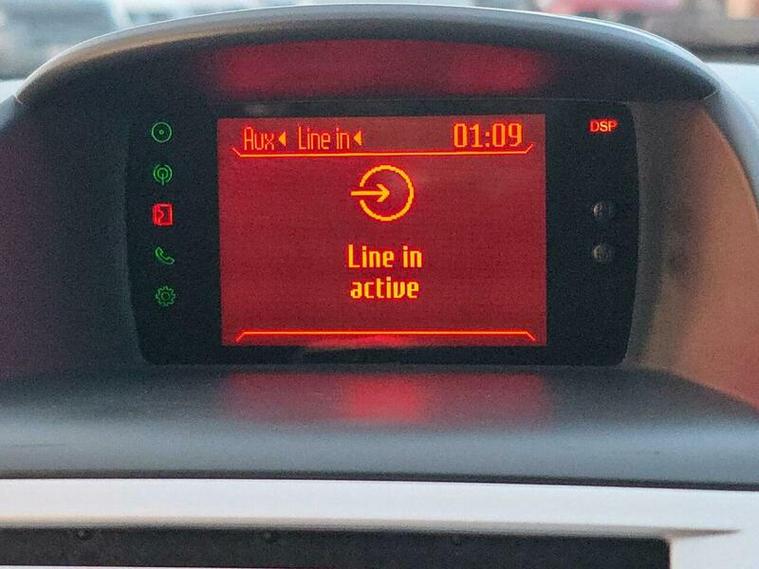 Aux Line in 01:09
DSP
Line in
active